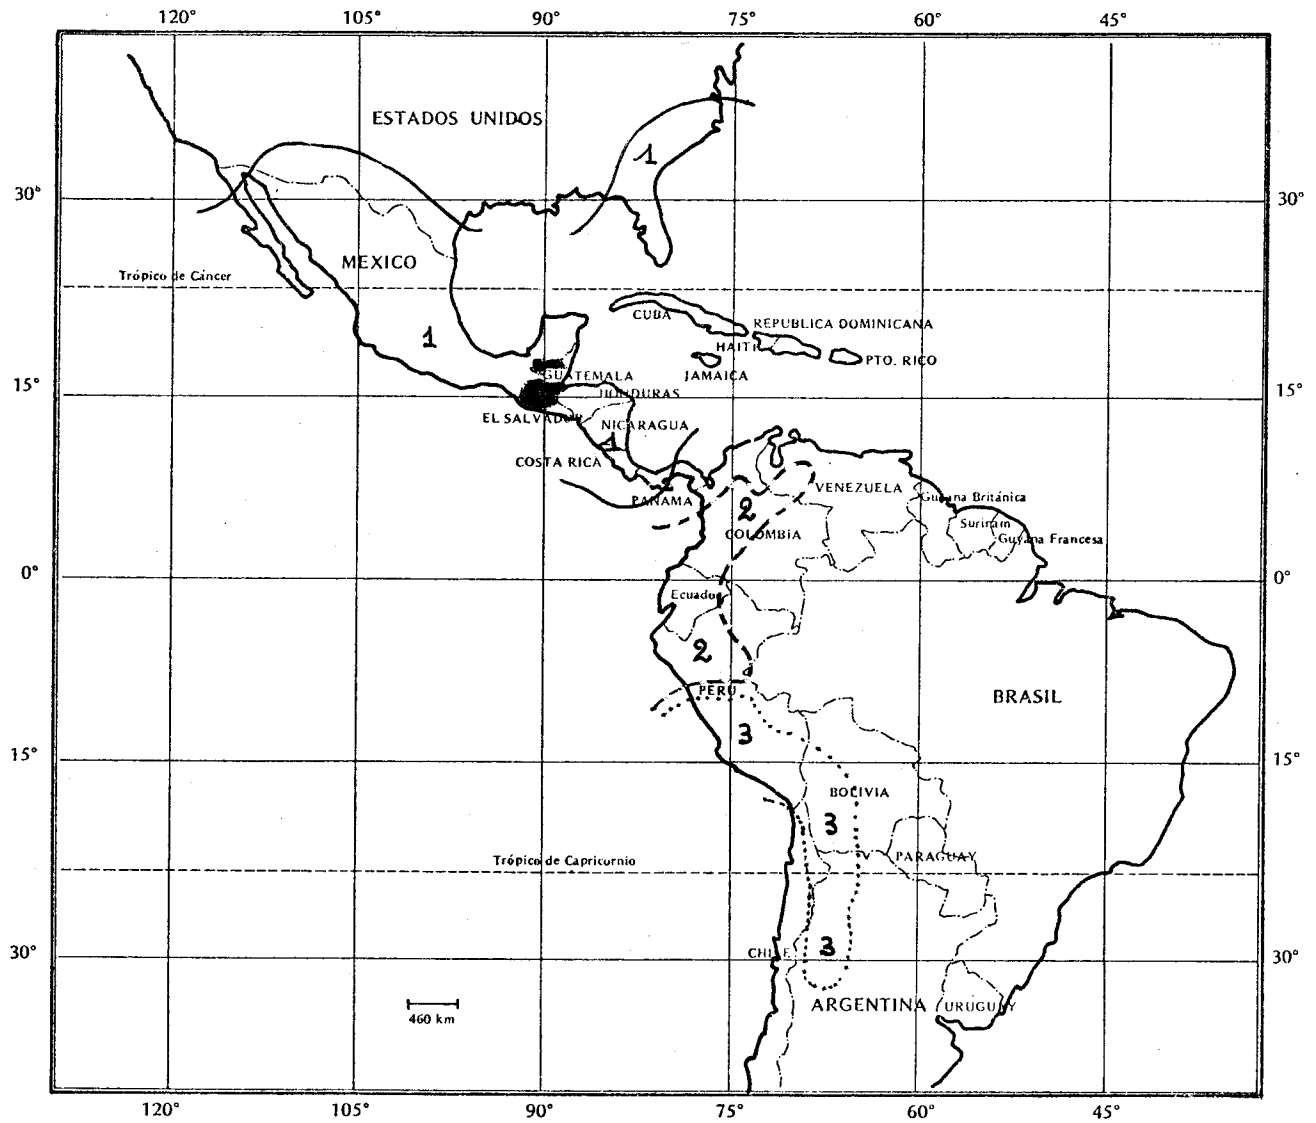 120° 105° 90° 75° 60° 45°
ESTADOS UNIDOS
1
30° 30°
MEXICO
Trópico de Cáncer
CUBA
REPUBLICA DOMINICANA
1
HAITI
PTO. RICO
JAMAICA
GUATEMALA
15° 15°
HONDURAS
EL SALVADOR
NICARAGUA
1
COSTA RICA
PANAMA
VENEZUELA
Guyana Británica
2
Surinam
COLOMBIA
Guyana Francesa
0° 0°
Ecuador
2
PERU
BRASIL
3
15° 15°
BOLIVIA
3
Trópico de Capricornio
PARAGUAY
3
30° 30°
CHILE
ARGENTINA
URUGUAY
460 km
120° 105° 90° 75° 60° 45°